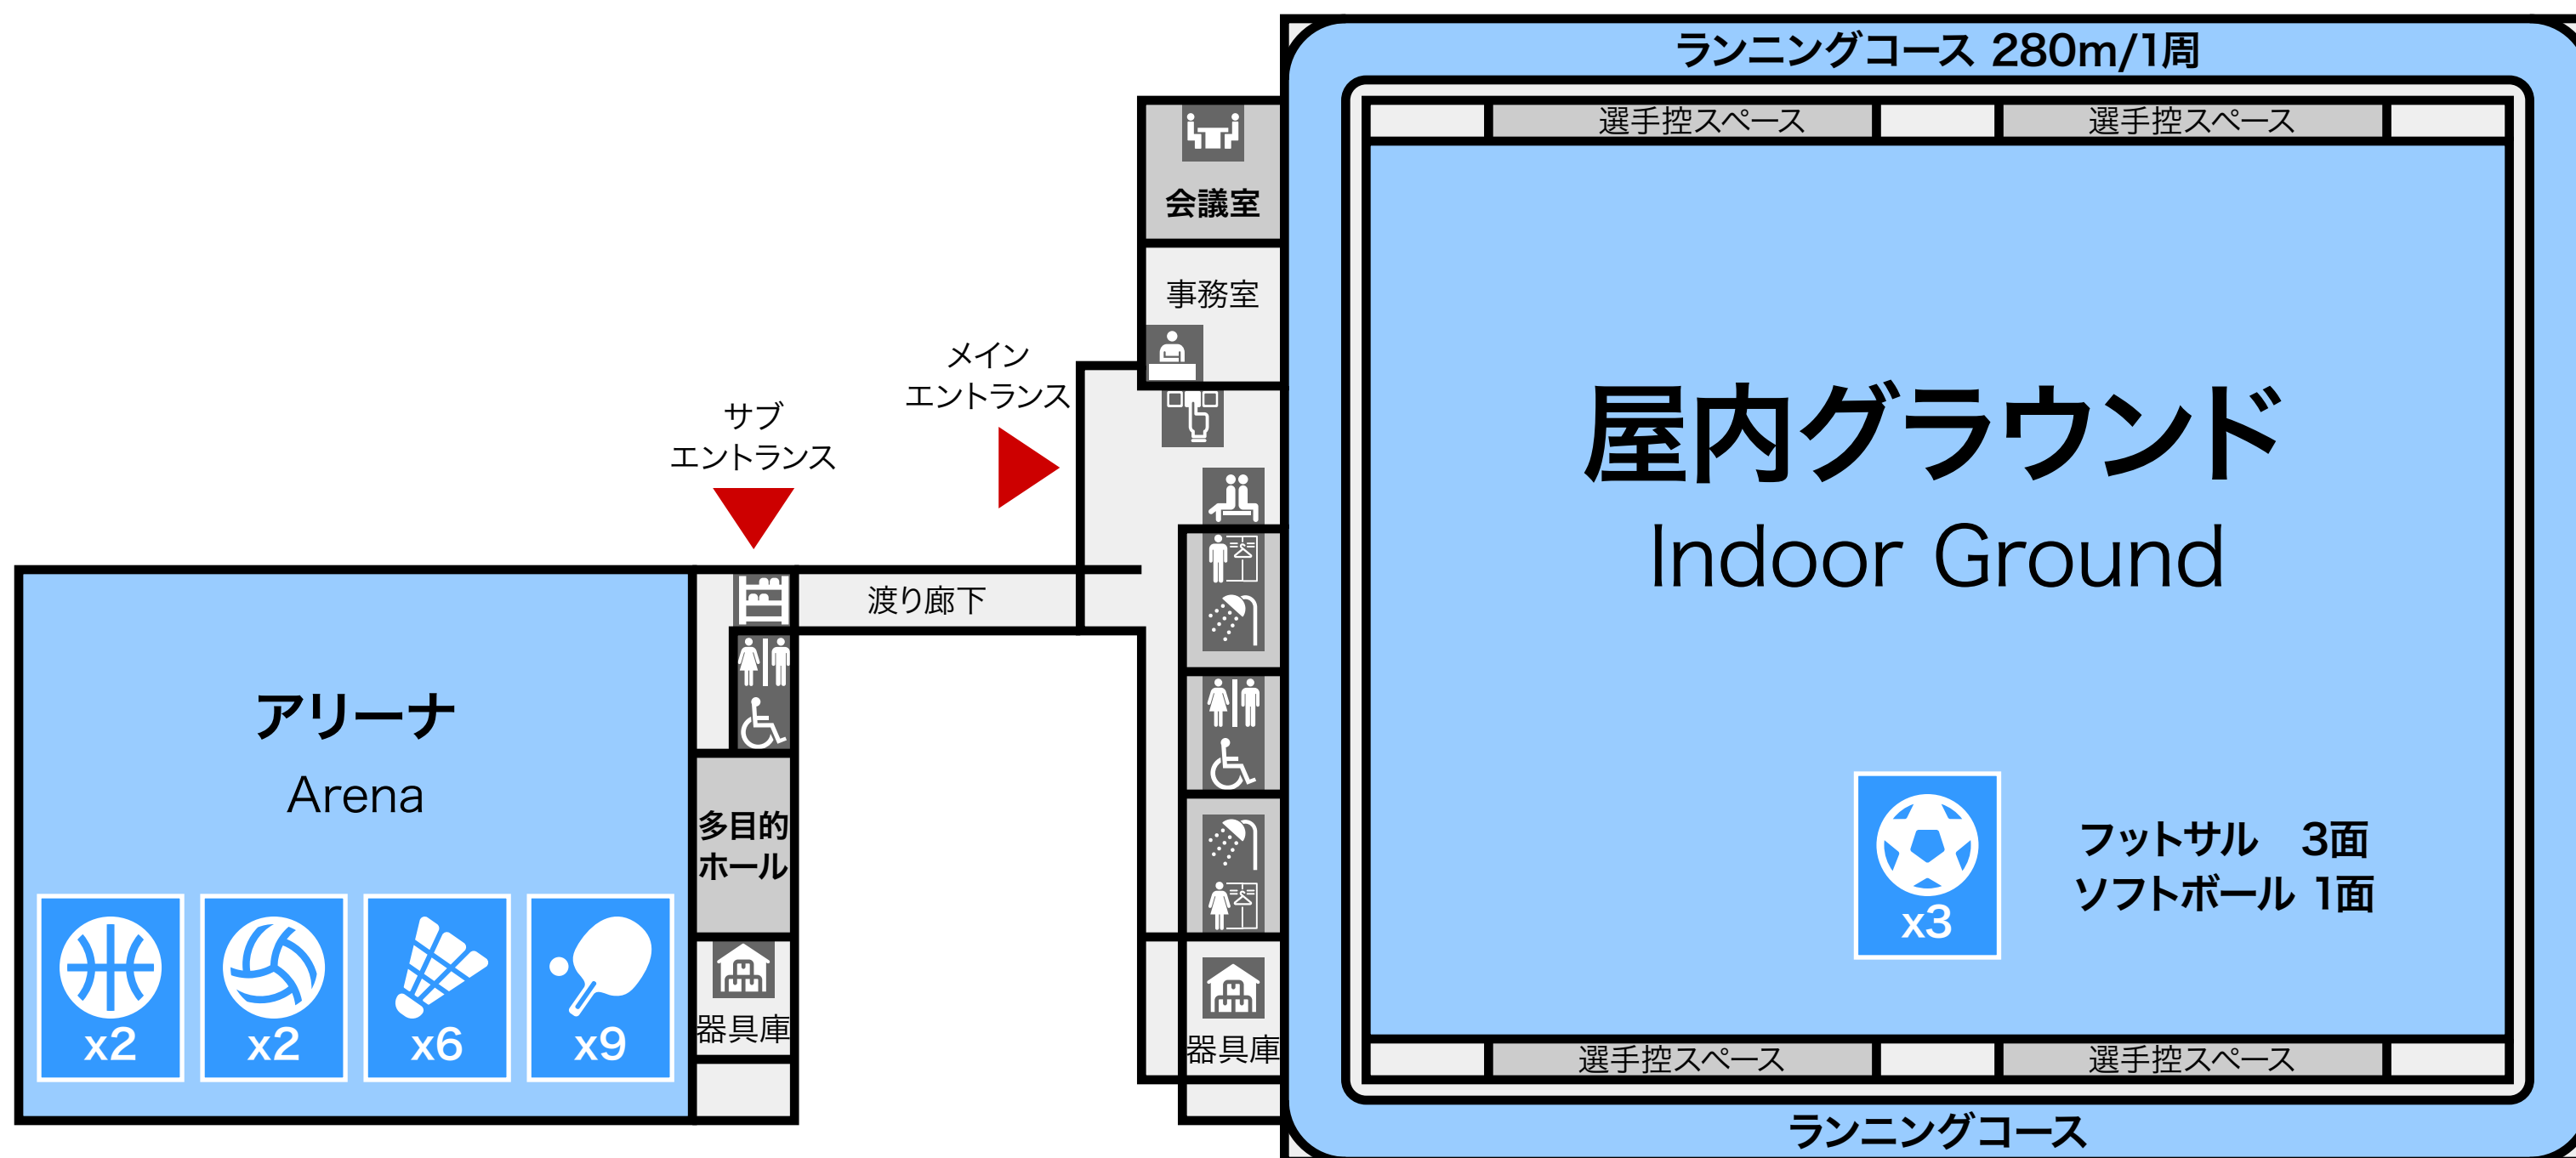 ランニングコース 280m/1周
選手控スペース
選手控スペース
会議室
事務室
メイン
エントランス
サブ
エントランス
渡り廊下
屋内グラウンド
Indoor Ground
アリーナ
Arena
多目的
ホール
フットサル　3面
ソフトボール 1面
x3
x2
x2
x6
x9
器具庫
器具庫
選手控スペース
選手控スペース
ランニングコース